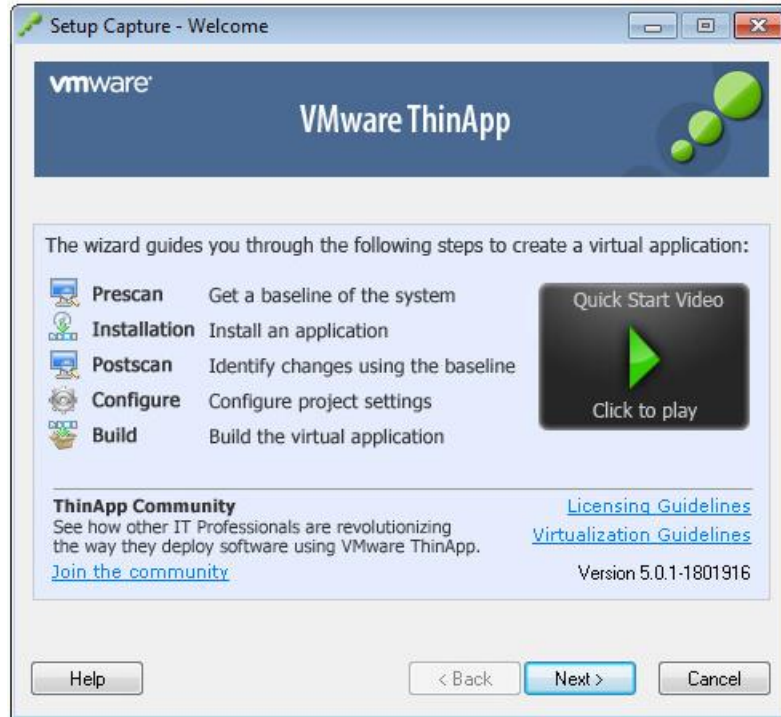 Setup Capture - Welcome
vmware
VMware ThinApp
The wizard guides you through the following steps to create a virtual application:
Prescan Get a baseline of the system
Installation Install an application
Postscan Identify changes using the baseline
Configure Configure project settings
Build Build the virtual application
Quick Start Video
Click to play
ThinApp Community
See how other IT Professionals are revolutionizing
the way they deploy software using VMware ThinApp.
Join the community
Licensing Guidelines
Virtualization Guidelines
Version 5.0.1-1801916
Help
< Back
Next >
Cancel